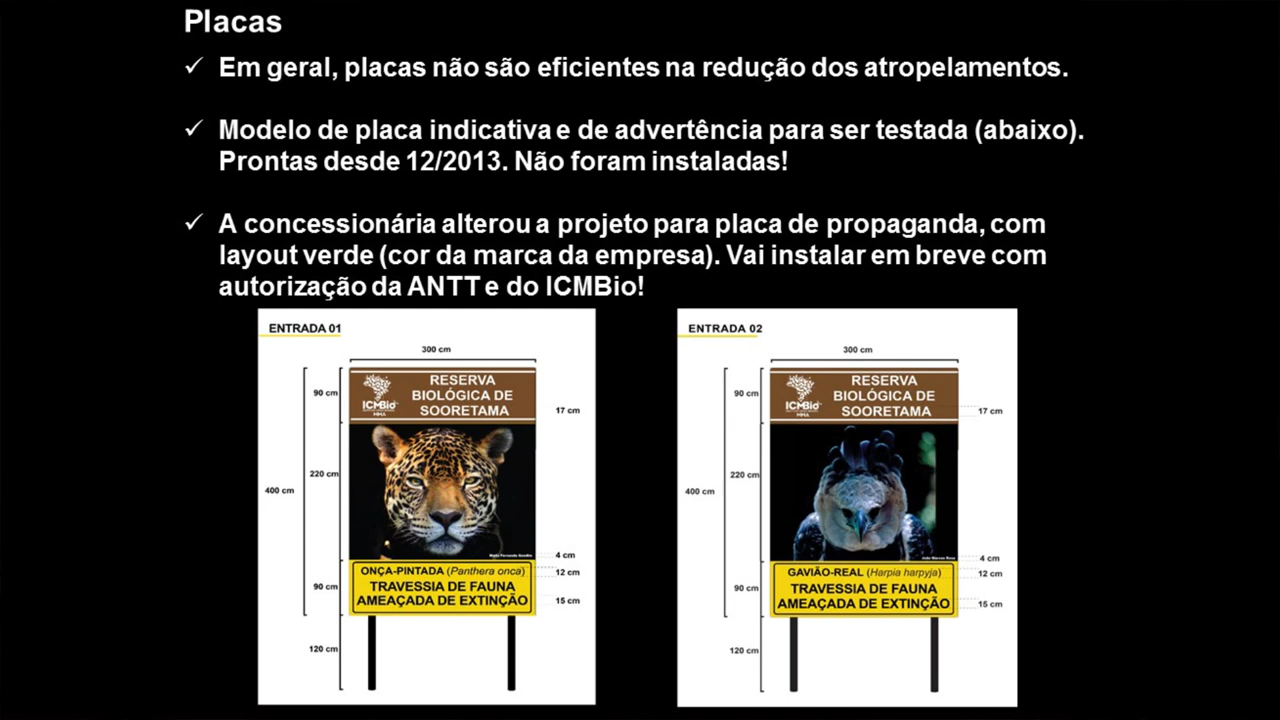 Placas
✓ Em geral, placas não são eficientes na redução dos atropelamentos.
✓ Modelo de placa indicativa e de advertência para ser testada (abaixo).
Prontas desde 12/2013. Não foram instaladas!
✓ A concessionária alterou a projeto para placa de propaganda, com
layout verde (cor da marca da empresa). Vai instalar em breve com
autorização da ANTT e do ICMBio!
ENTRADA 01
300 cm
90 cm
ICMBio
MMA
RESERVA
BIOLÓGICA DE
SOORETAMA
17 cm
220 cm
400 cm
4 cm
ONÇA-PINTADA (Panthera onca)
12 cm
90 cm
TRAVESSIA DE FAUNA
AMEAÇADA DE EXTINÇÃO
15 cm
120 cm
ENTRADA 02
300 cm
90 cm
ICMBio
MMA
RESERVA
BIOLÓGICA DE
SOORETAMA
17 cm
220 cm
400 cm
4 cm
GAVIÃO-REAL (Harpia harpyja)
12 cm
90 cm
TRAVESSIA DE FAUNA
AMEAÇADA DE EXTINÇÃO
15 cm
120 cm